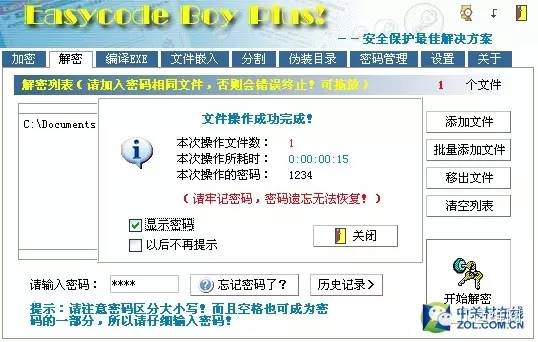 Easycode Boy Plus!
--安全保护最佳解决方案
加密 解密 编译EXE 文件嵌入 分割 伪装目录 密码管理 设置 关于
解密列表（请加入密码相同文件，否则会错误终止！可拖放） 1 个文件
C:\Documents
文件操作成功完成！
本次操作文件数： 1
本次操作所耗时： 0:00:00:15
本次操作的密码： 1234
（请牢记密码，密码遗忘无法恢复！）
显示密码
以后不再提示
关闭
添加文件
批量添加文件
移出文件
清空列表
开始解密
请输入密码： **** 忘记密码了？ 历史记录>
提示：请注意密码区分大小写！而且空格也可成为密
码的一部分，所以请仔细输入密码！
ZOL.COM.CN